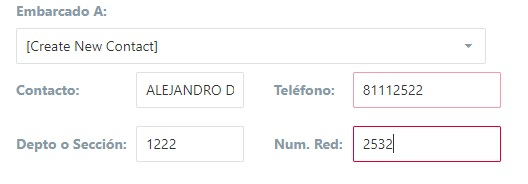 Embarcado A:
[Create New Contact]
Contacto: ALEJANDRO D Teléfono: 81112522
Depto o Sección: 1222 Num. Red: 2532